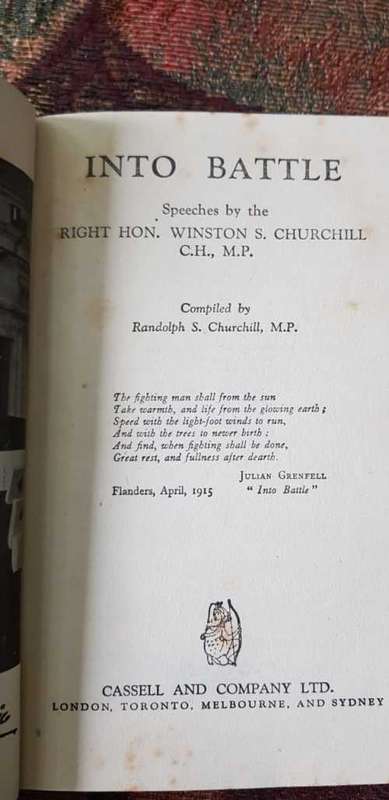 INTO BATTLE
Speeches by the
RIGHT HON. WINSTON S. CHURCHILL
C.H., M.P.
Compiled by
Randolph S. Churchill, M.P.
The fighting man shall from the sun
Take warmth, and life from the glowing earth;
Speed with the light-foot winds to run,
And with the trees to newer birth:
And find, when fighting shall be done,
Great rest, and fullness after dearth.
JULIAN GRENFELL
Flanders, April, 1915 "Into Battle"
CASSELL AND COMPANY LTD.
LONDON, TORONTO, MELBOURNE, AND SYDNEY